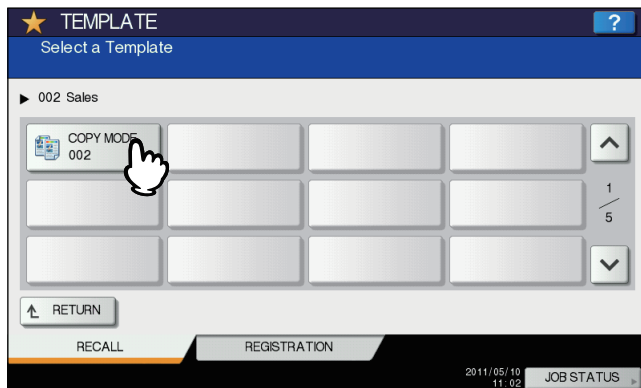 TEMPLATE
?
Select a Template
002 Sales
COPY MODE
002
1
5
RETURN
RECALL
REGISTRATION
2011/05/10
11:02
JOB STATUS